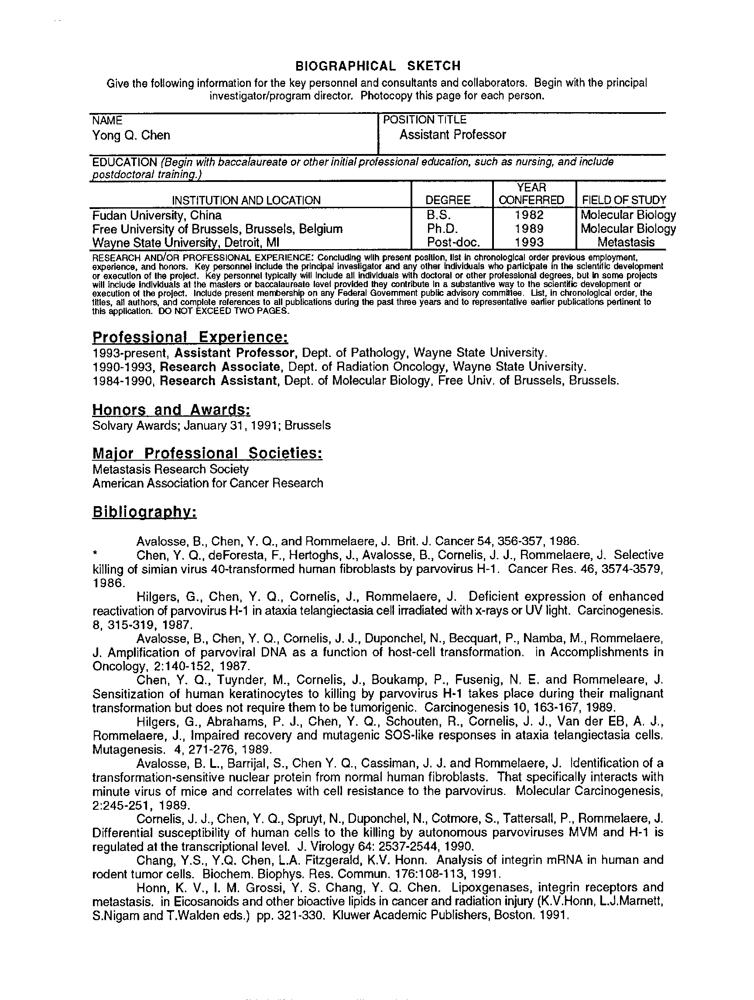 BIOGRAPHICAL SKETCH
Give the following information for the key personnel and consultants and collaborators. Begin with the principal
investigator/program director. Photocopy this page for each person.
NAME
POSITION TITLE
Yong Q. Chen
Assistant Professor
EDUCATION (Begin with baccalaureate or other initial professional education, such as nursing, and include
postdoctoral training.)
INSTITUTION AND LOCATION DEGREE YEAR CONFERRED FIELD OF STUDY
Fudan University, China B.S. 1982 Molecular Biology
Free University of Brussels, Brussels, Belgium Ph.D. 1989 Molecular Biology
Wayne State University, Detroit, MI Post-doc. 1993 Metastasis
RESEARCH AND/OR PROFESSIONAL EXPERIENCE: Concluding with present position, list in chronological order previous employment,
experience, and honors. Key personnel include the principal investigator and any other individuals who participate in the scientific development
or execution of the project. Key personnel typically will include all individuals with doctoral or other professional degrees, but in some projects
will include individuals at the masters or baccalaureate level provided they contribute in a substantive way to the scientific development or
execution of the project. Include present membership on any Federal Government public advisory committee. List, in chronological order, the
titles, all authors, and complete references to all publications during the past three years and to representative earlier publications pertinent to
this application. DO NOT EXCEED TWO PAGES.
Professional Experience:
1993-present, Assistant Professor, Dept. of Pathology, Wayne State University.
1990-1993, Research Associate, Dept. of Radiation Oncology, Wayne State University.
1984-1990, Research Assistant, Dept. of Molecular Biology, Free Univ. of Brussels, Brussels.
Honors and Awards:
Solvary Awards; January 31, 1991; Brussels
Major Professional Societies:
Metastasis Research Society
American Association for Cancer Research
Bibliography:
Avalosse, B., Chen, Y. Q., and Rommelaere, J. Brit. J. Cancer 54, 356-357, 1986.
* Chen, Y. Q., deForesta, F., Hertoghs, J., Avalosse, B., Cornelis, J. J., Rommelaere, J. Selective
killing of simian virus 40-transformed human fibroblasts by parvovirus H-1. Cancer Res. 46, 3574-3579,
1986.
Hilgers, G., Chen, Y. Q., Cornelis, J., Rommelaere, J. Deficient expression of enhanced
reactivation of parvovirus H-1 in ataxia telangiectasia cell irradiated with x-rays or UV light. Carcinogenesis.
8, 315-319, 1987.
Avalosse, B., Chen, Y. Q., Cornelis, J. J., Duponchel, N., Becquart, P., Namba, M., Rommelaere,
J. Amplification of parvoviral DNA as a function of host-cell transformation. in Accomplishments in
Oncology, 2:140-152, 1987.
Chen, Y. Q., Tuynder, M., Cornelis, J., Boukamp, P., Fusenig, N. E. and Rommeleare, J.
Sensitization of human keratinocytes to killing by parvovirus H-1 takes place during their malignant
transformation but does not require them to be tumorigenic. Carcinogenesis 10, 163-167, 1989.
Hilgers, G., Abrahams, P. J., Chen, Y. Q., Schouten, R., Cornelis, J. J., Van der EB, A. J.,
Rommelaere, J., Impaired recovery and mutagenic SOS-like responses in ataxia telangiectasia cells.
Mutagenesis. 4, 271-276, 1989.
Avalosse, B. L., Barrijal, S., Chen Y. Q., Cassiman, J. J. and Rommelaere, J. Identification of a
transformation-sensitive nuclear protein from normal human fibroblasts. That specifically interacts with
minute virus of mice and correlates with cell resistance to the parvovirus. Molecular Carcinogenesis,
2:245-251, 1989.
Cornelis, J. J., Chen, Y. Q., Spruyt, N., Duponchel, N., Cotmore, S., Tattersall, P., Rommelaere, J.
Differential susceptibility of human cells to the killing by autonomous parvoviruses MVM and H-1 is
regulated at the transcriptional level. J. Virology 64: 2537-2544, 1990.
Chang, Y.S., Y.Q. Chen, L.A. Fitzgerald, K.V. Honn. Analysis of integrin mRNA in human and
rodent tumor cells. Biochem. Biophys. Res. Commun. 176:108-113, 1991.
Honn, K. V., I. M. Grossi, Y. S. Chang, Y. Q. Chen. Lipoxgenases, integrin receptors and
metastasis. in Eicosanoids and other bioactive lipids in cancer and radiation injury (K.V.Honn, L.J.Marnett,
S.Nigam and T.Walden eds.) pp. 321-330. Kluwer Academic Publishers, Boston. 1991.